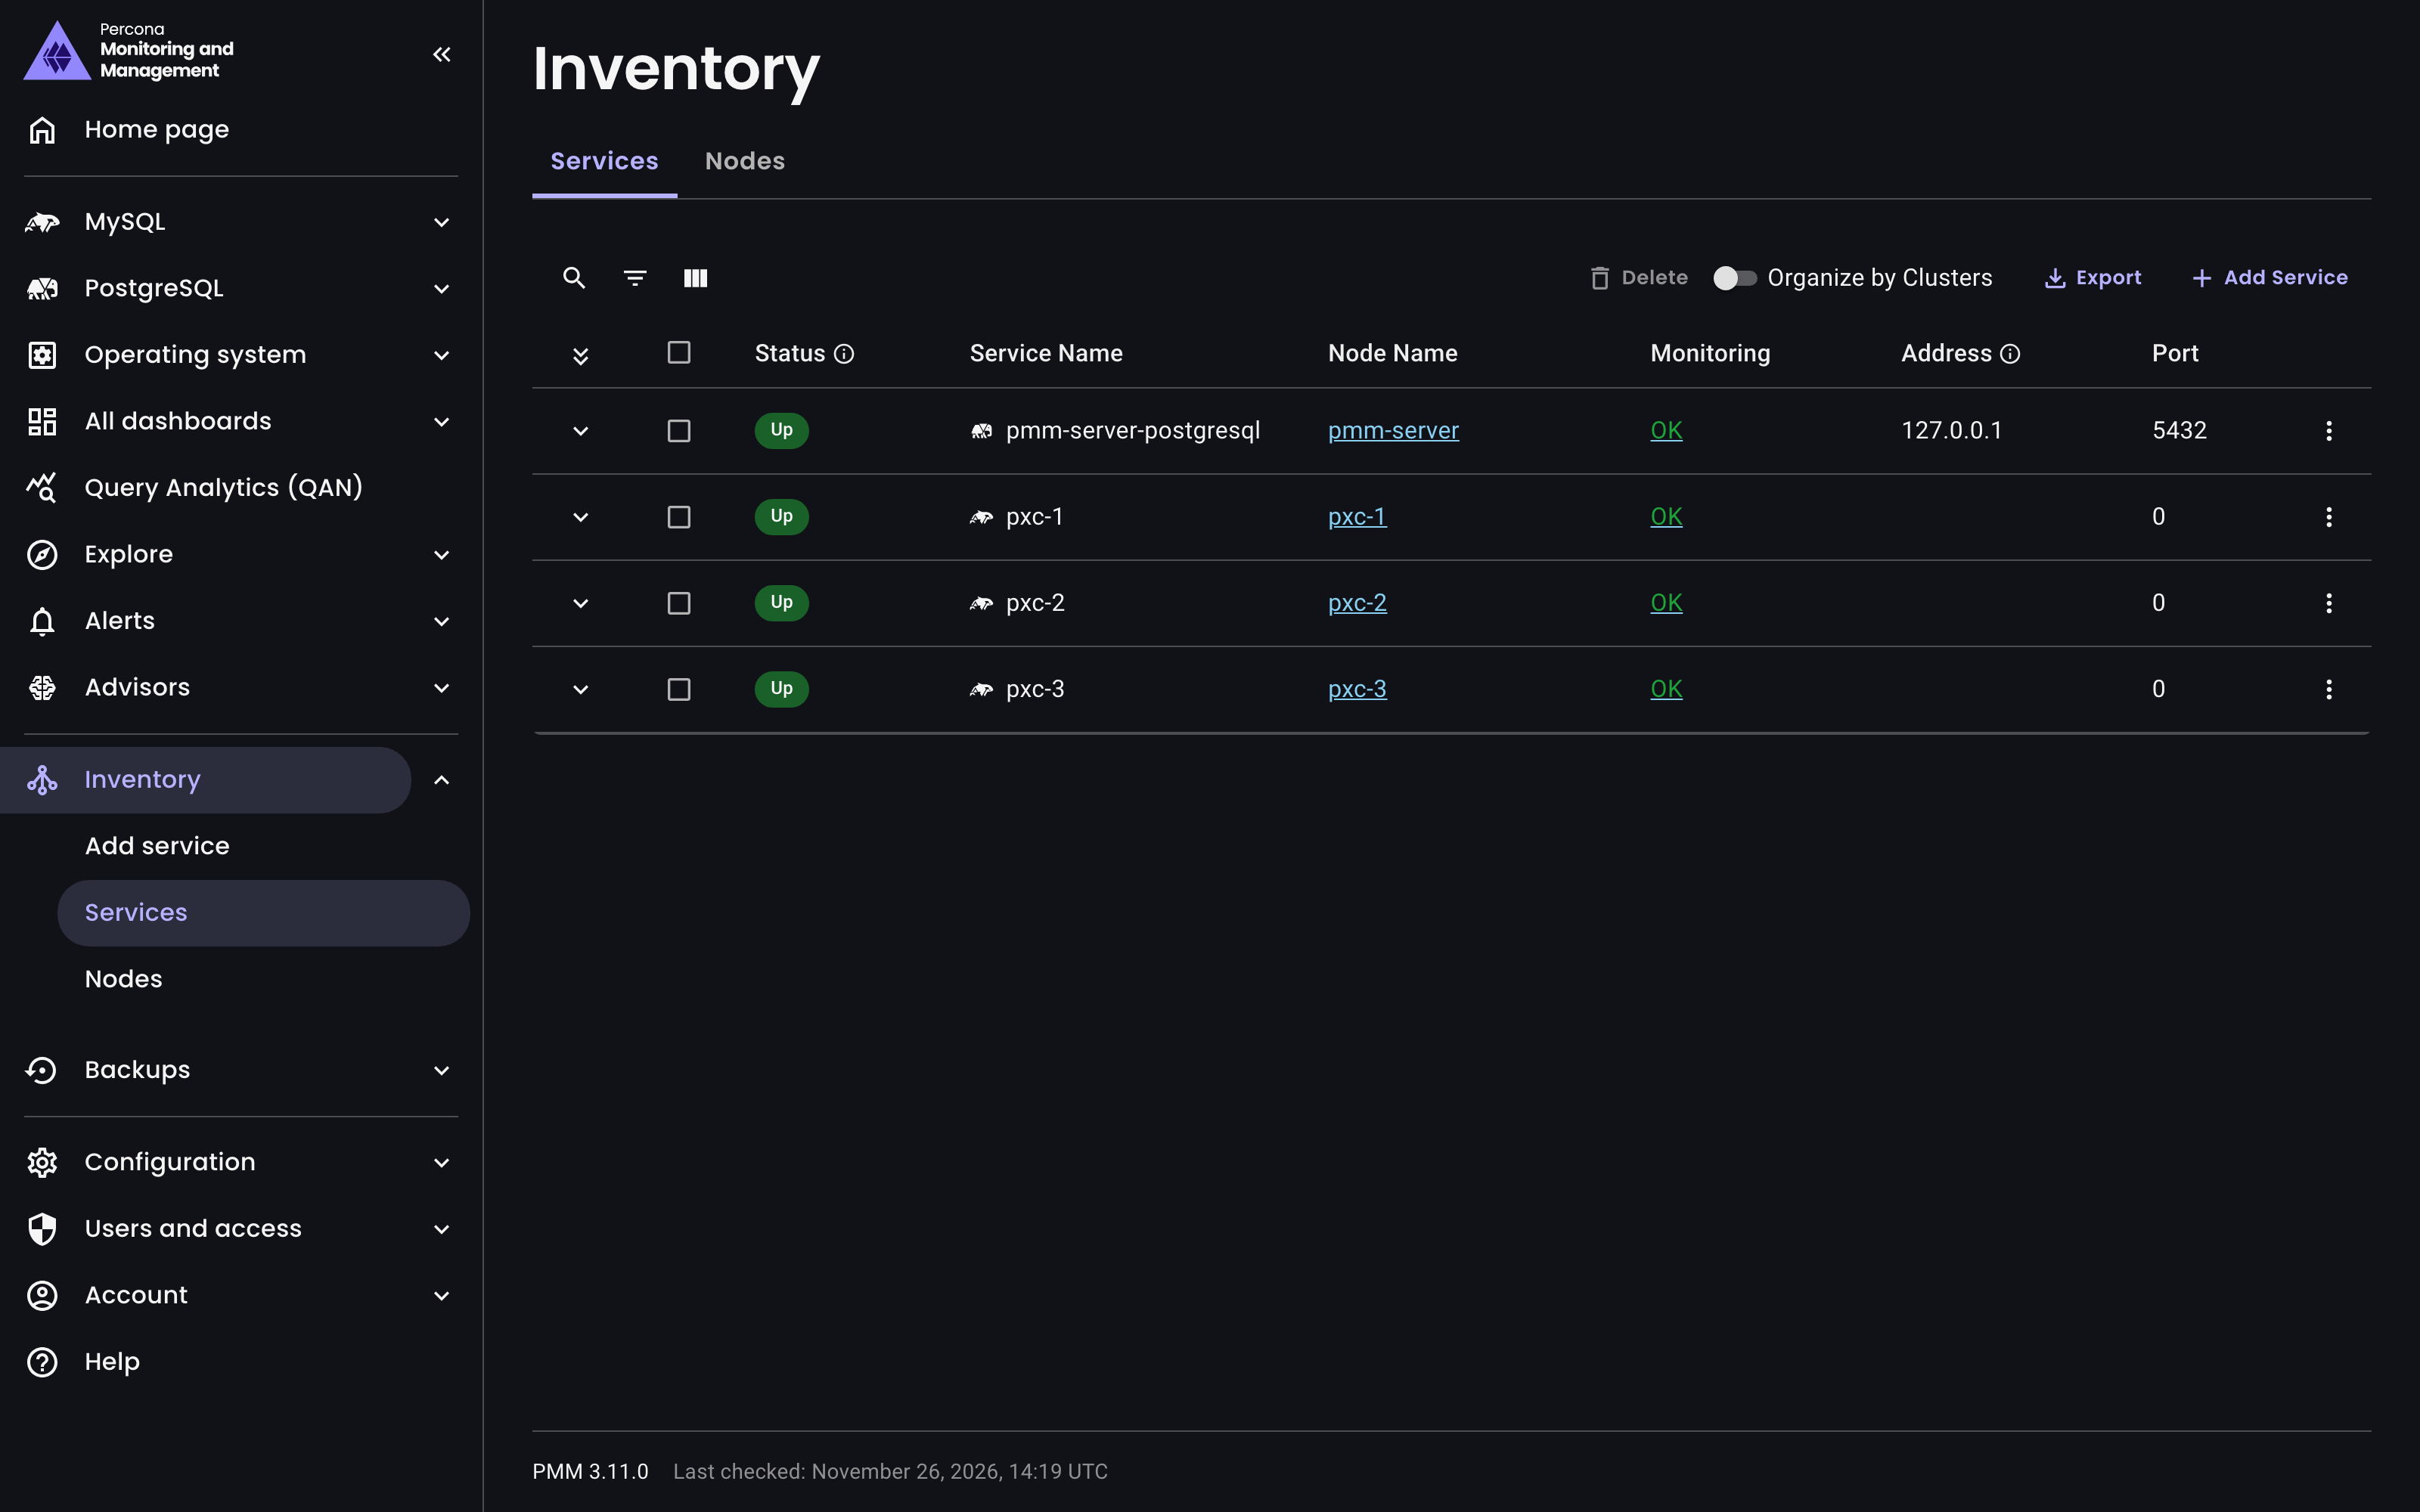 Percona
Monitoring and
Management
Home page
MySQL
PostgreSQL
Operating system
All dashboards
Query Analytics (QAN)
Explore
Alerts
Advisors
Inventory
Add service
Services
Nodes
Backups
Configuration
Users and access
Account
Help
Inventory
Services Nodes
Delete Organize by Clusters Export Add Service
Status Service Name Node Name Monitoring Address Port
Up pmm-server-postgresql pmm-server OK 127.0.0.1 5432
Up pxc-1 pxc-1 OK 0
Up pxc-2 pxc-2 OK 0
Up pxc-3 pxc-3 OK 0
PMM 3.11.0 Last checked: November 26, 2026, 14:19 UTC